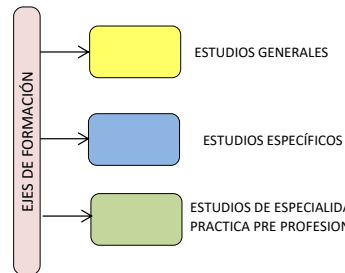 EJES DE FORMACIÓN
ESTUDIOS GENERALES
ESTUDIOS ESPECÍFICOS
ESTUDIOS DE ESPECIALIDA
PRACTICA PRE PROFESION